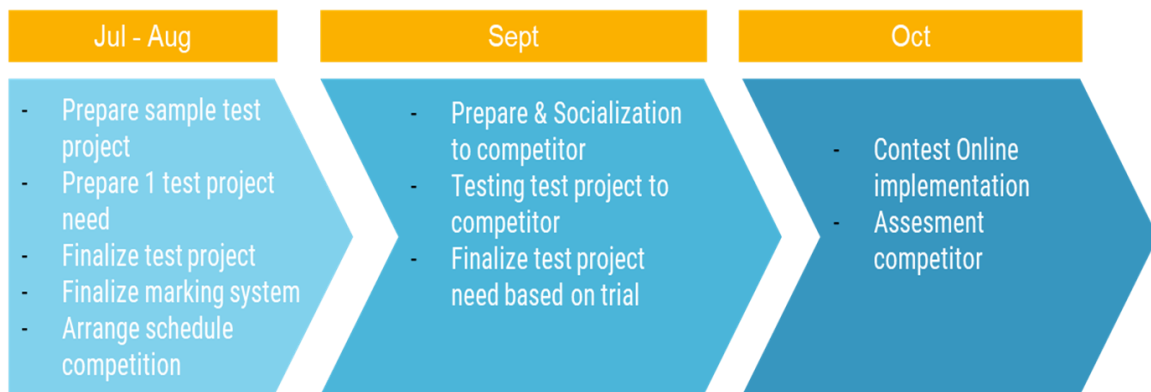 Jul - Aug
- Prepare sample test
project
- Prepare 1 test project
need
- Finalize test project
- Finalize marking system
- Arrange schedule
competition
Sept
- Prepare & Socialization
to competitor
- Testing test project to
competitor
- Finalize test project
need based on trial
Oct
- Contest Online
implementation
- Assesment
competitor